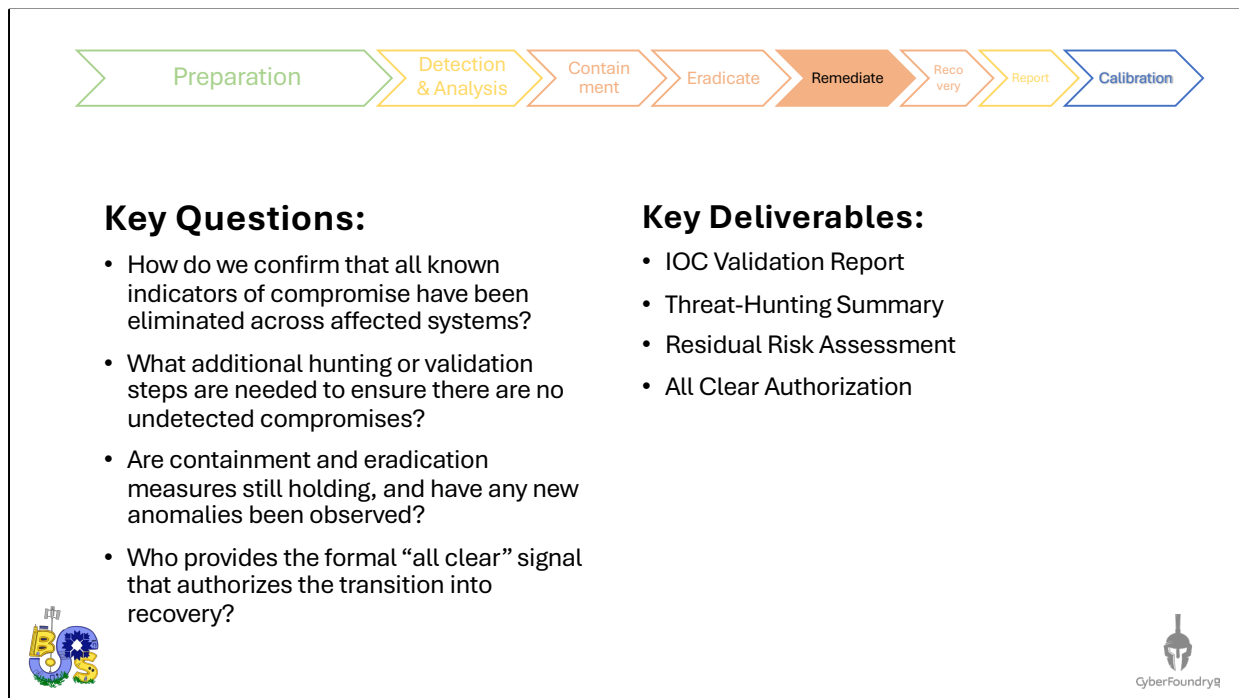 Preparation
Detection
& Analysis
Contain
ment
Eradicate
Remediate
Reco
very
Report
Calibration
Key Questions:
• How do we confirm that all known
indicators of compromise have been
eliminated across affected systems?
• What additional hunting or validation
steps are needed to ensure there are no
undetected compromises?
• Are containment and eradication
measures still holding, and have any new
anomalies been observed?
• Who provides the formal “all clear” signal
that authorizes the transition into
recovery?
Key Deliverables:
• IOC Validation Report
• Threat-Hunting Summary
• Residual Risk Assessment
• All Clear Authorization
BOCS
CyberFoundry